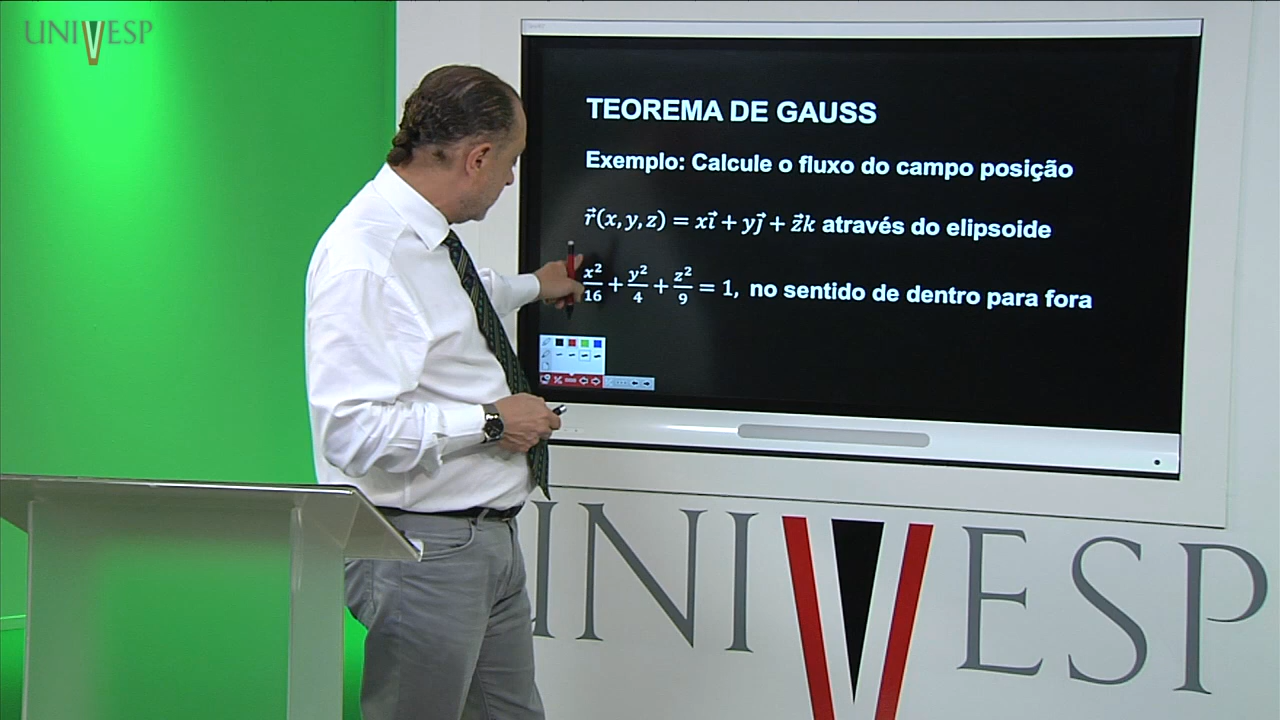 UNIVESP
TEOREMA DE GAUSS
Exemplo: Calcule o fluxo do campo posição
r⃗(x, y, z) = xi⃗ + yj⃗ + z⃗k através do elipsoide
x²/16 + y²/4 + z²/9 = 1, no sentido de dentro para fora
UNIVESP